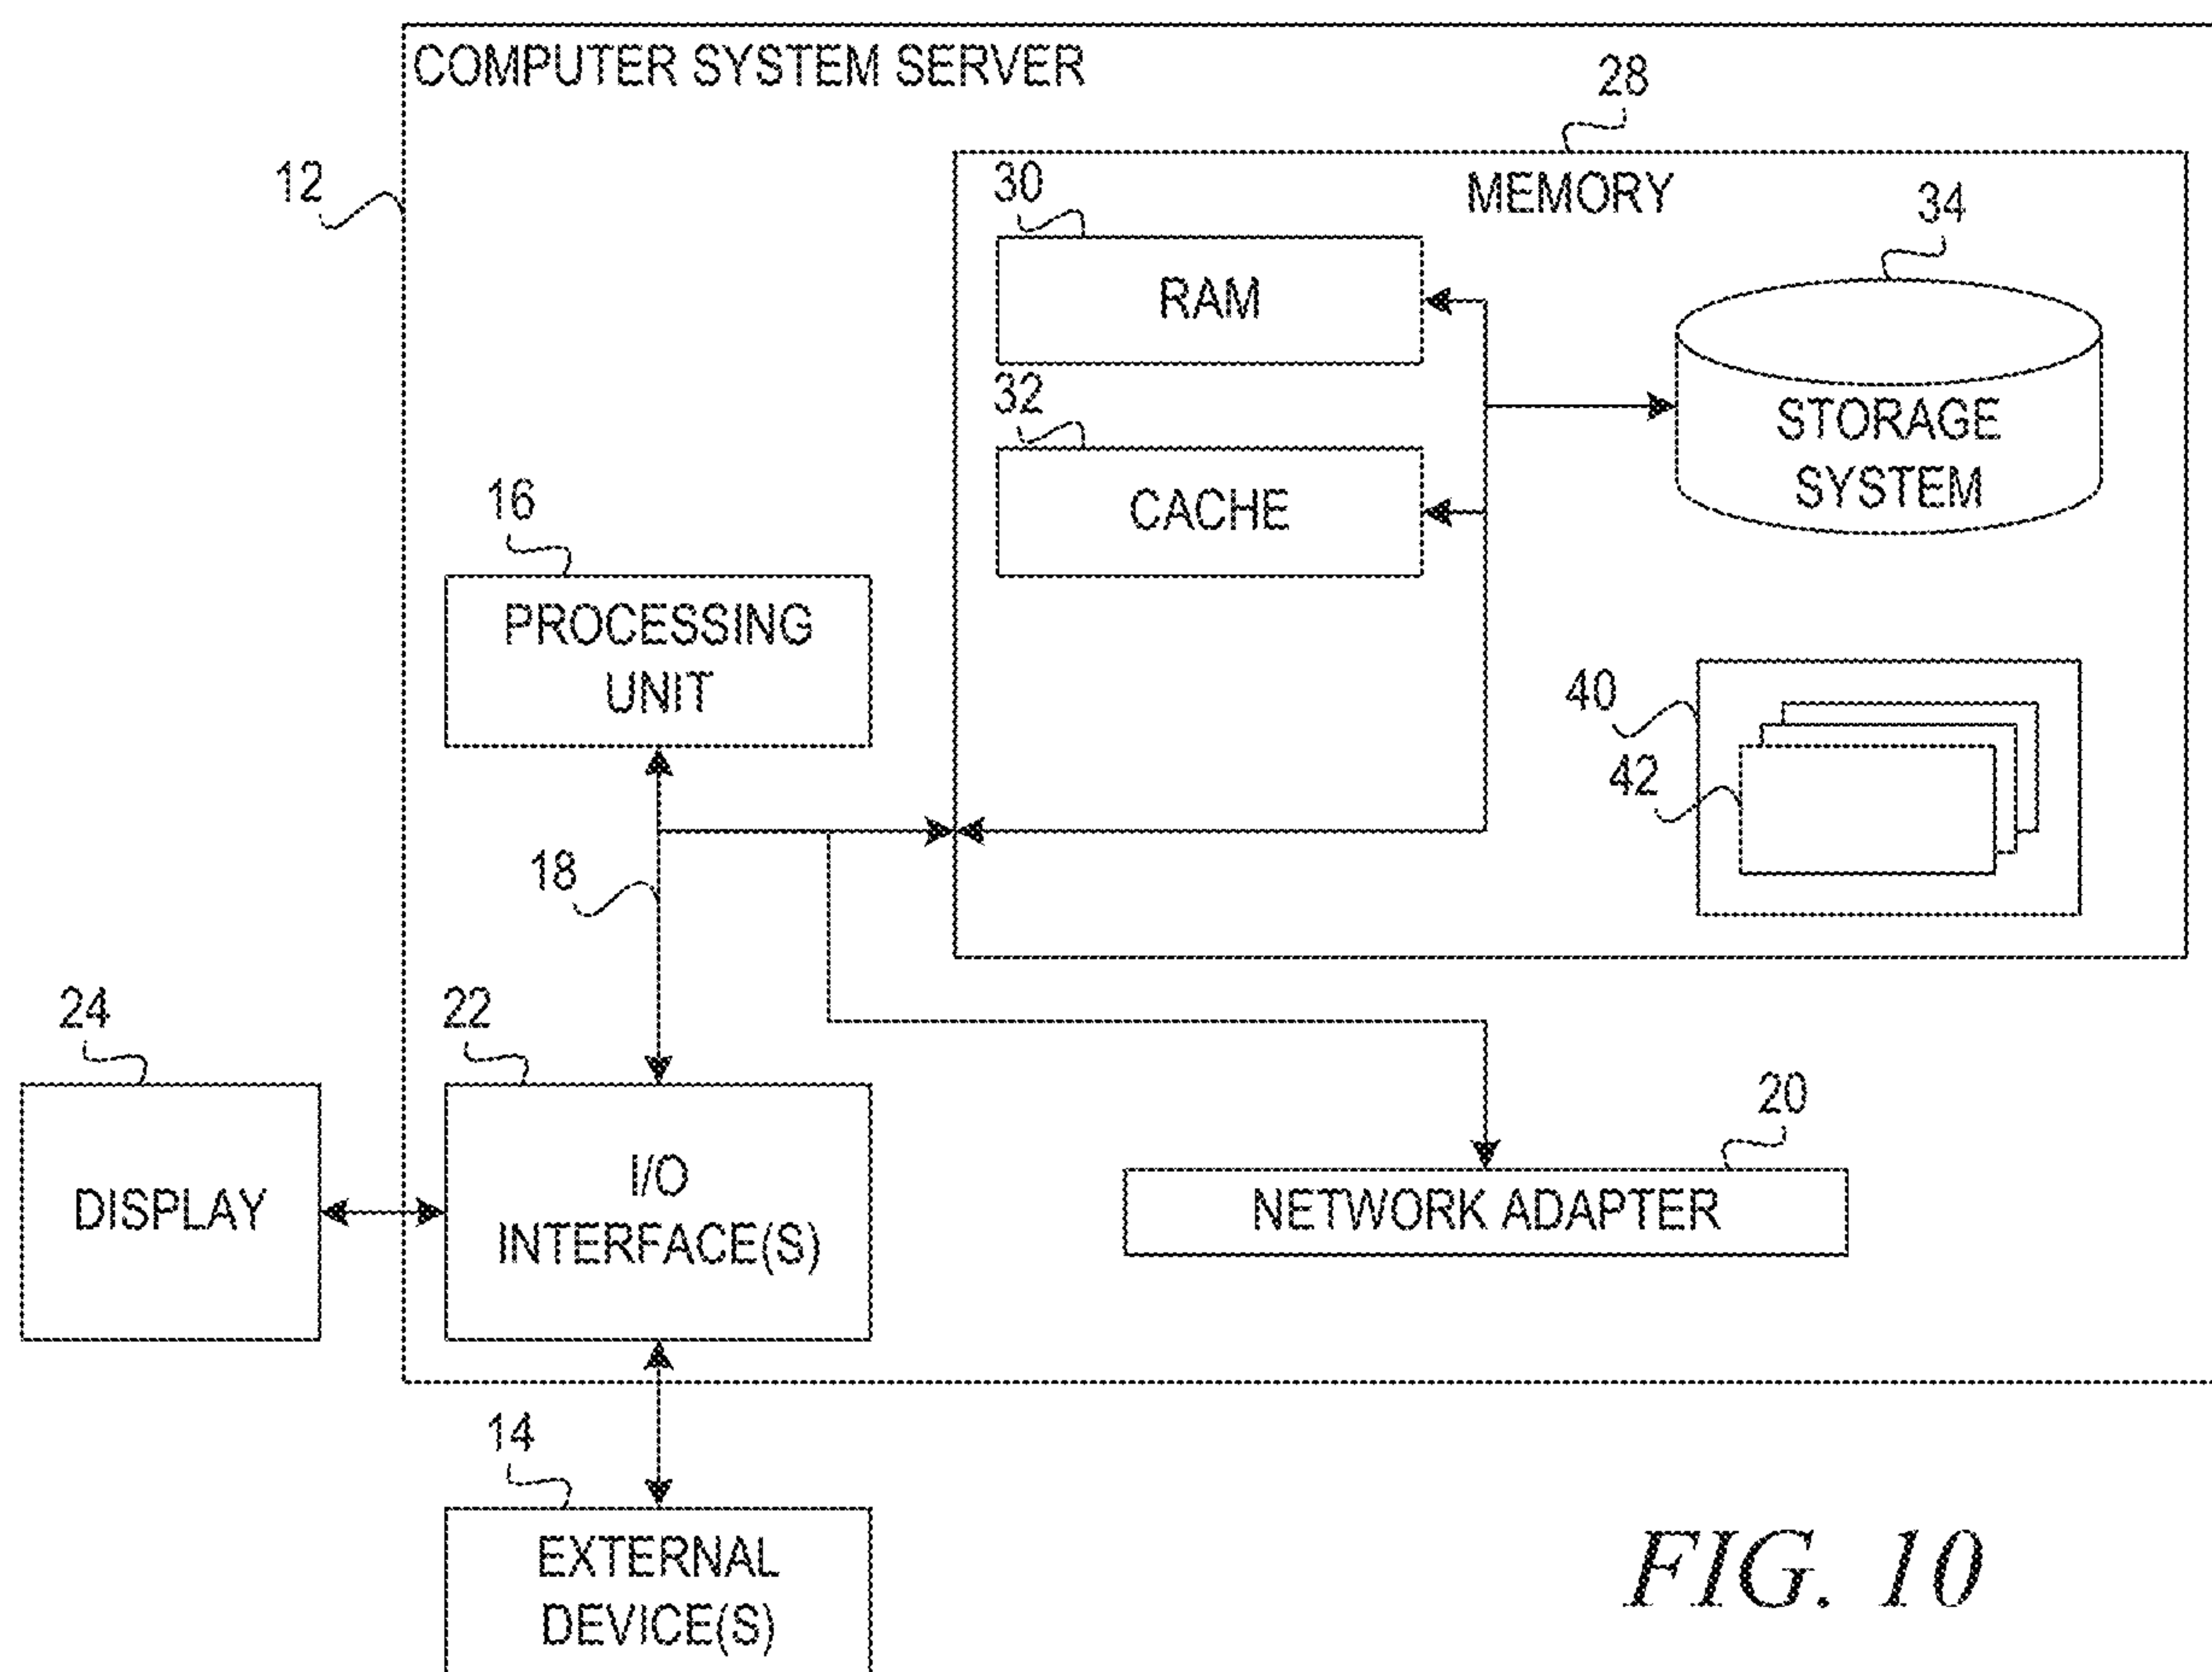 COMPUTER SYSTEM SERVER
28
12
30
MEMORY
34
RAM
32
STORAGE
SYSTEM
CACHE
16
PROCESSING
UNIT
40
42
18
24
22
20
DISPLAY
I/O
INTERFACE(S)
NETWORK ADAPTER
14
EXTERNAL
DEVICE(S)
FIG. 10